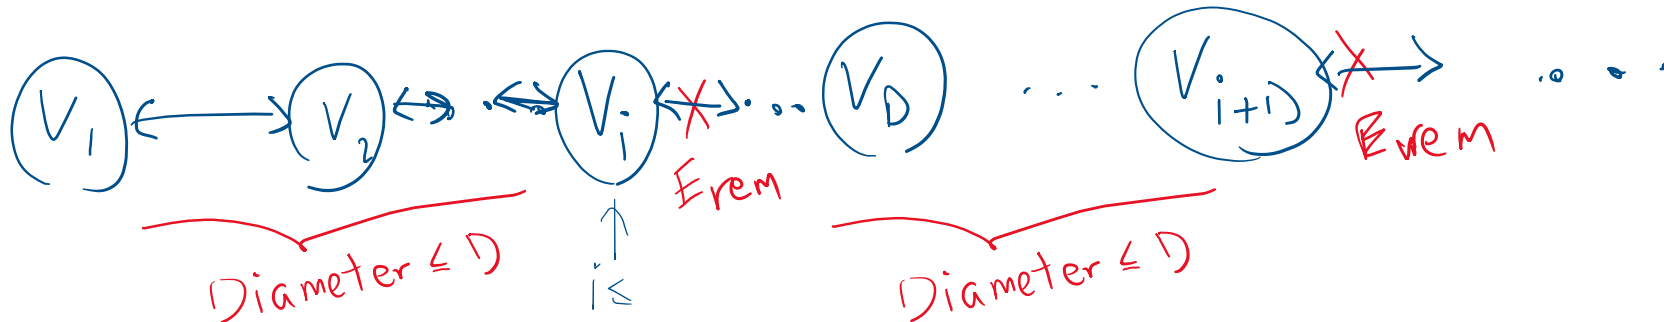 V1 V2 Vi VD ... Vi+D
Erem Erem
Diameter ≤ D Diameter ≤ D
i≤